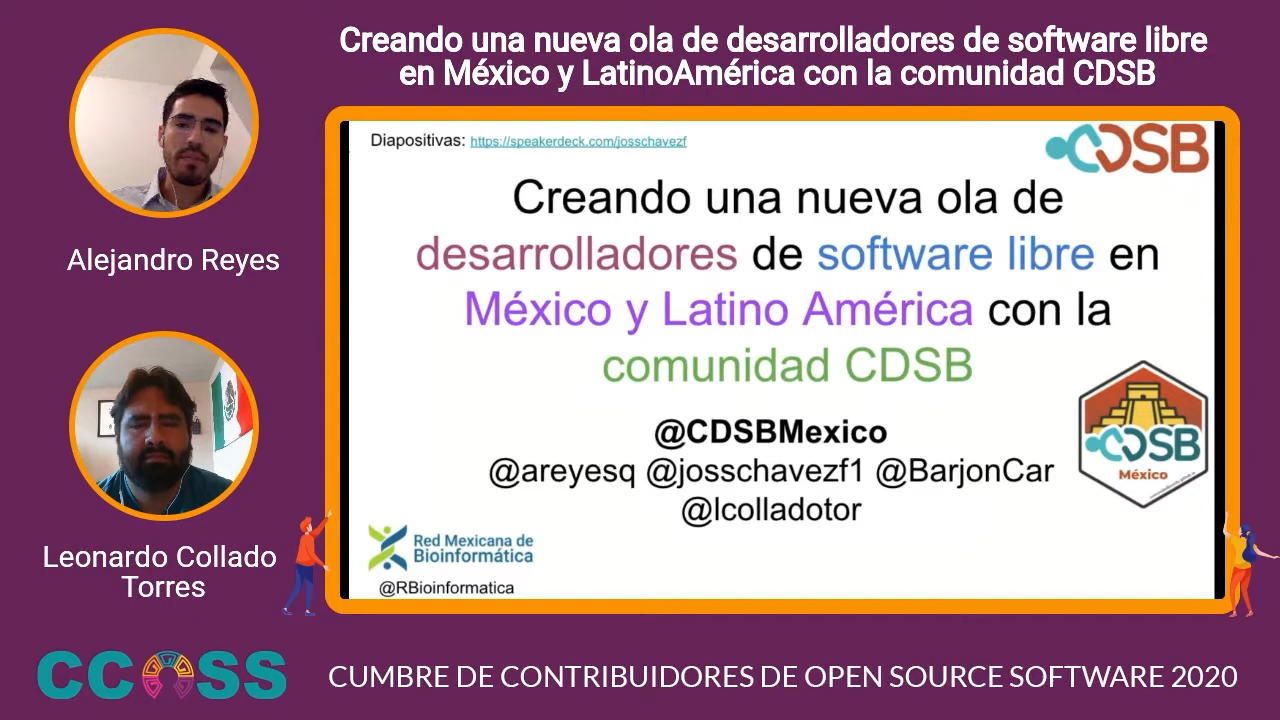 Creando una nueva ola de desarrolladores de software libre
en México y LatinoAmérica con la comunidad CDSB
Alejandro Reyes
Leonardo Collado
Torres
Diapositivas: https://speakerdeck.com/josschavezf
CDSB
Creando una nueva ola de
desarrolladores de software libre en
México y Latino América con la
comunidad CDSB
@CDSBMexico
@areyesq @josschavezf1 @BarjonCar
@lcolladotor
CDSB
México
Red Mexicana de
Bioinformática
@RBioinformatica
CCOSS
CUMBRE DE CONTRIBUIDORES DE OPEN SOURCE SOFTWARE 2020